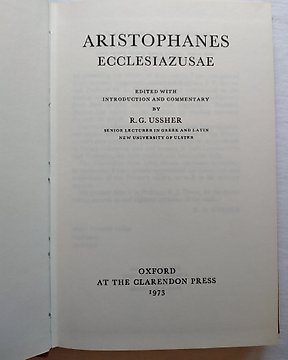 ARISTOPHANES
ECCLESIAZUSAE
EDITED WITH
INTRODUCTION AND COMMENTARY
BY
R. G. USSHER
SENIOR LECTURER IN GREEK AND LATIN
NEW UNIVERSITY OF ULSTER
OXFORD
AT THE CLARENDON PRESS
1973